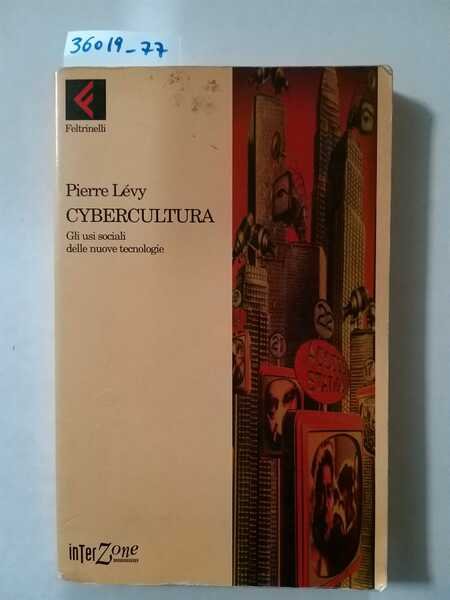 36019_77
Feltrinelli
Pierre Lévy
CYBERCULTURA
Gli usi sociali
delle nuove tecnologie
inTerZone